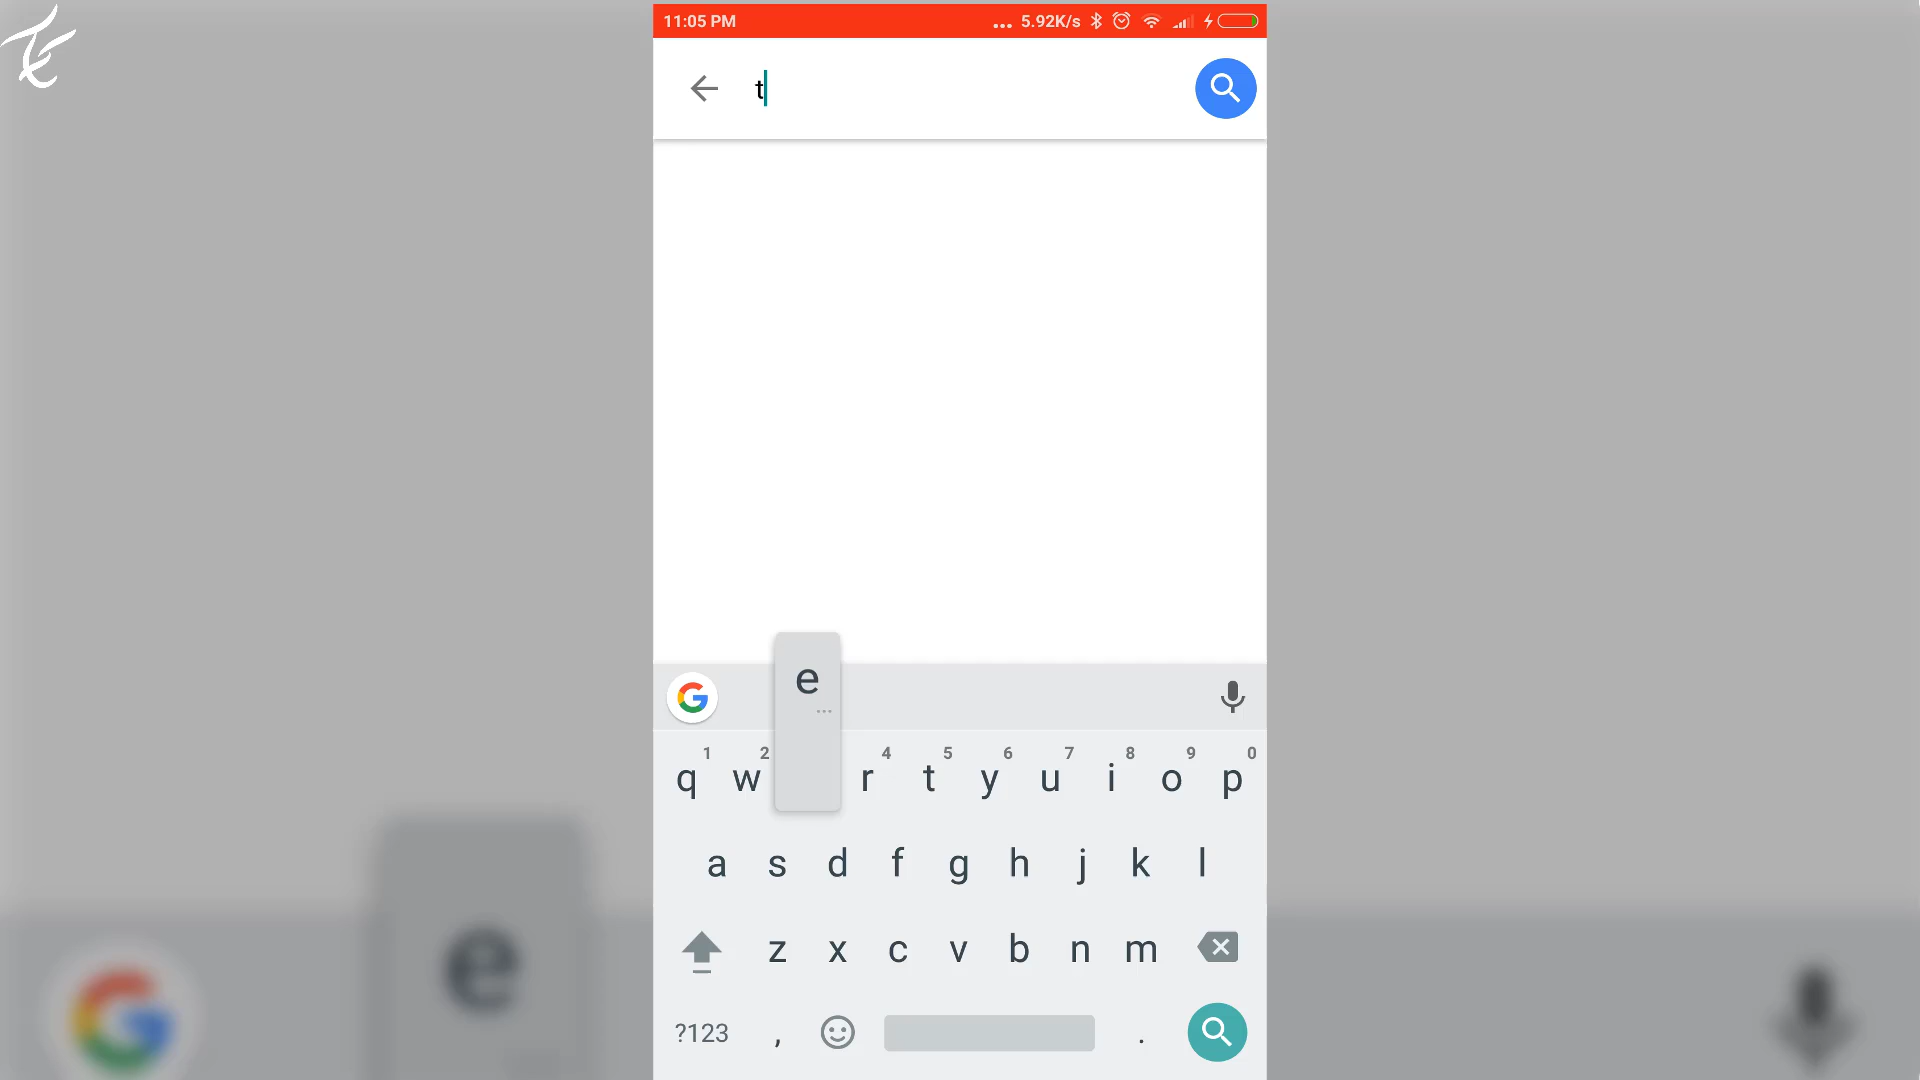 11:05 PM ... 5.92K/s
t
e
...
1 2 4 5 6 7 8 9 0
q w r t y u i o p
a s d f g h j k l
z x c v b n m
?123 , .